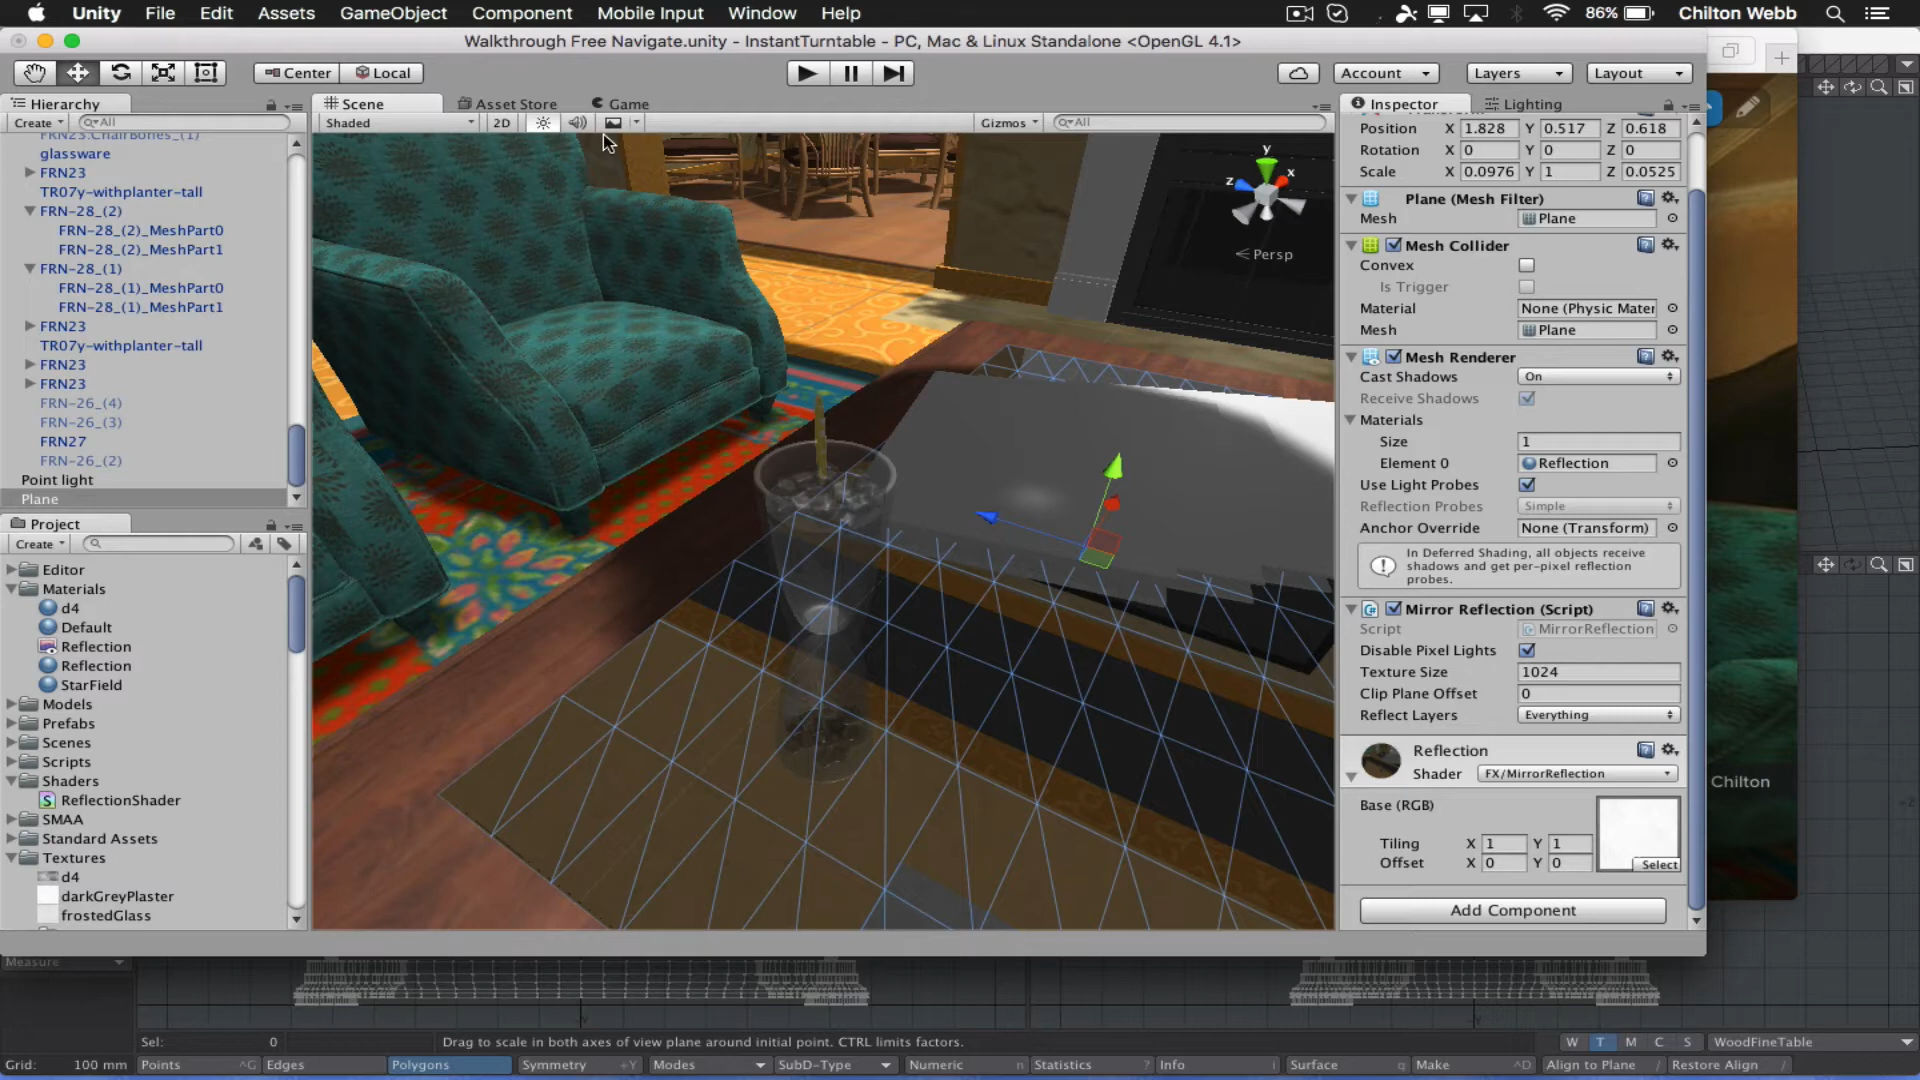 Unity File Edit Assets GameObject Component Mobile Input Window Help 86% Chilton Webb
Walkthrough Free Navigate.unity - InstantTurntable - PC, Mac & Linux Standalone <OpenGL 4.1>
Center Local Account Layers Layout
Hierarchy
Create All
FRN23.ChairBones_(1)
glassware
FRN23
TR07y-withplanter-tall
FRN-28_(2)
FRN-28_(2)_MeshPart0
FRN-28_(2)_MeshPart1
FRN-28_(1)
FRN-28_(1)_MeshPart0
FRN-28_(1)_MeshPart1
FRN23
TR07y-withplanter-tall
FRN23
FRN23
FRN-26_(4)
FRN-26_(3)
FRN27
FRN-26_(2)
Point light
Plane
Project
Create
Editor
Materials
d4
Default
Reflection
Reflection
StarField
Models
Prefabs
Scenes
Scripts
Shaders
ReflectionShader
SMAA
Standard Assets
Textures
d4
darkGreyPlaster
frostedGlass
Scene Asset Store Game
Shaded 2D Gizmos All
y
z x
Persp
Inspector Lighting
Position X 1.828 Y 0.517 Z 0.618
Rotation X 0 Y 0 Z 0
Scale X 0.0976 Y 1 Z 0.0525
Plane (Mesh Filter)
Mesh Plane
Mesh Collider
Convex
Is Trigger
Material None (Physic Mater
Mesh Plane
Mesh Renderer
Cast Shadows On
Receive Shadows
Materials
Size 1
Element 0 Reflection
Use Light Probes
Reflection Probes Simple
Anchor Override None (Transform)
In Deferred Shading, all objects receive
shadows and get per-pixel reflection
probes.
Mirror Reflection (Script)
Script MirrorReflection
Disable Pixel Lights
Texture Size 1024
Clip Plane Offset 0
Reflect Layers Everything
Reflection
Shader FX/MirrorReflection
Base (RGB)
Tiling X 1 Y 1
Offset X 0 Y 0
Select
Add Component
Chilton
Measure
Sel: 0 Drag to scale in both axes of view plane around initial point. CTRL limits factors. W T M C S WoodFineTable
Grid: 100 mm Points ^G Edges Polygons Symmetry +Y Modes SubD-Type Numeric n Statistics Info i Surface q Make ^D Align to Plane / Restore Align /